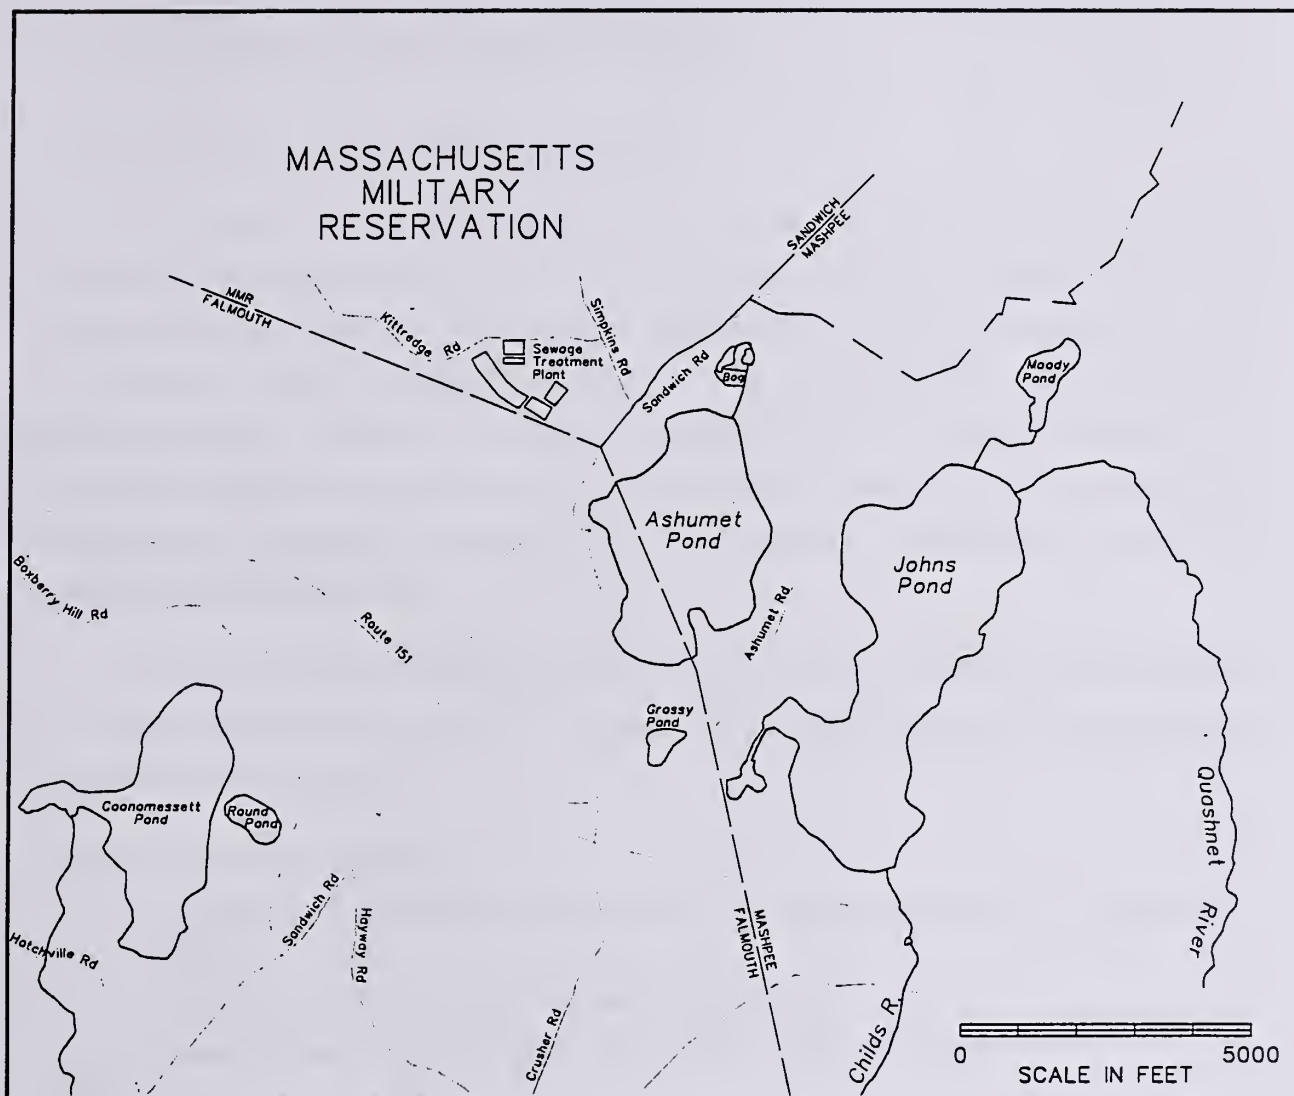 MASSACHUSETTS
MILITARY
RESERVATION
SANDWICH
MASHPEE
MMR
FALMOUTH
Kittredge Rd
Simpkins Rd
Sewage
Treatment
Plant
Sandwich Rd
Bog
Moody
Pond
Ashumet
Pond
Johns
Pond
Boxberry Hill Rd
Route 151
Ashumet Rd
Grassy
Pond
Coonamessett
Pond
Round
Pond
Quashnet River
Sandwich Rd
Hayway Rd
Hatchville Rd
MASHPEE
FALMOUTH
Crusher Rd
Childs R.
0 5000
SCALE IN FEET